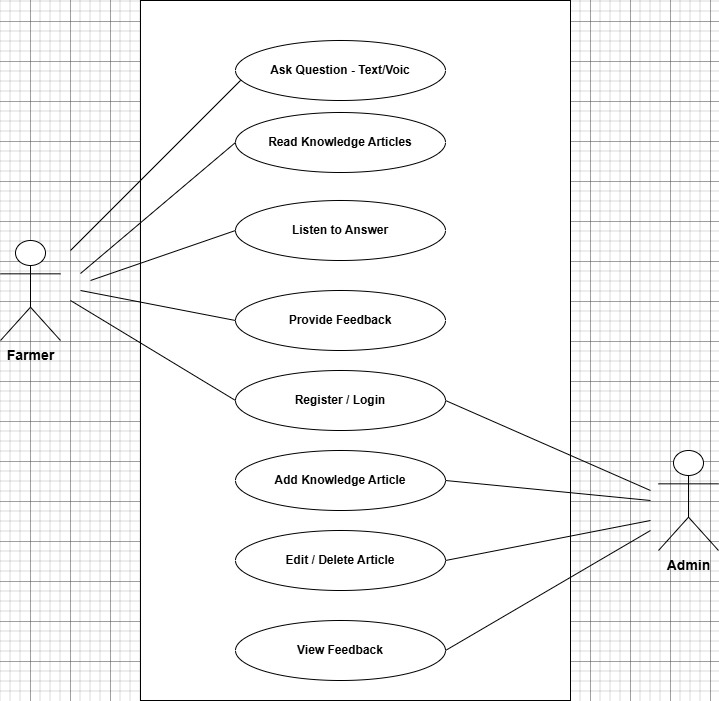 Ask Question - Text/Voic
Read Knowledge Articles
Listen to Answer
Provide Feedback
Farmer
Register / Login
Add Knowledge Article
Edit / Delete Article
Admin
View Feedback